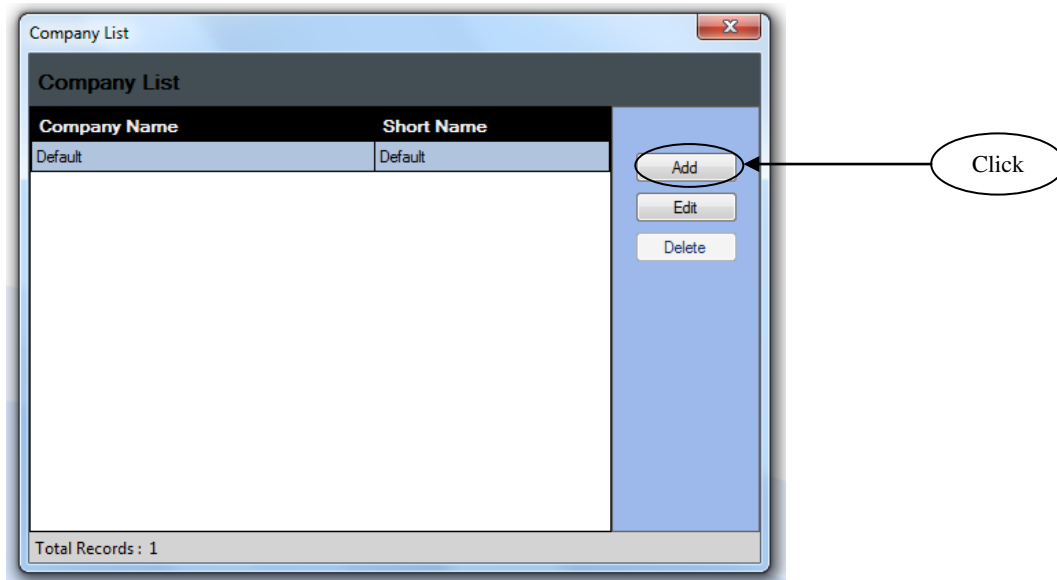 Company List
X
Company List
Company Name Short Name
Default Default
Add
Click
Edit
Delete
Total Records : 1